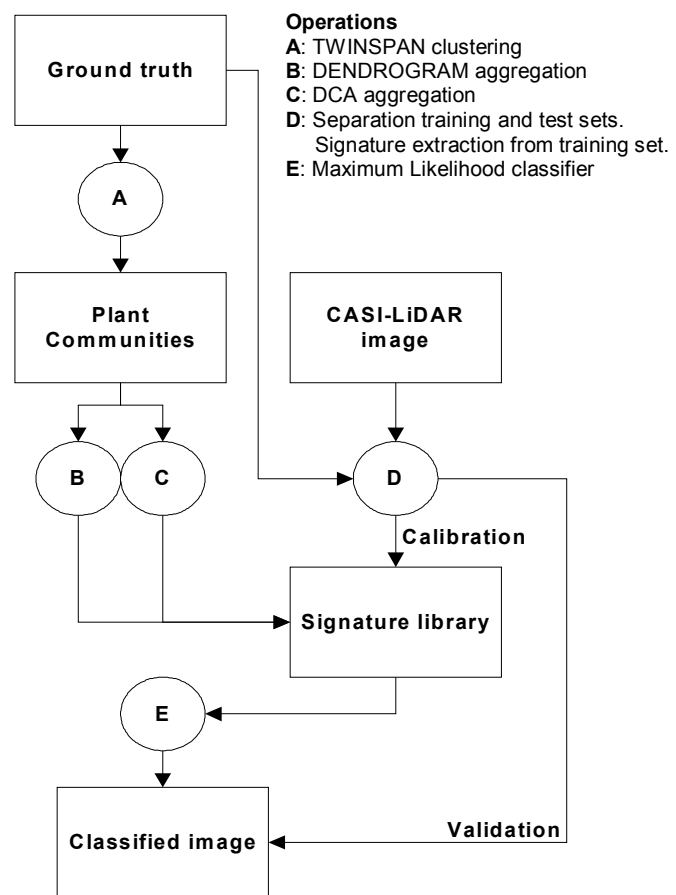 Operations
A: TWINSPAN clustering
B: DENDROGRAM aggregation
C: DCA aggregation
D: Separation training and test sets.
Signature extraction from training set.
E: Maximum Likelihood classifier
Ground truth
A
Plant
Communities
CASI-LiDAR
image
B
C
D
Calibration
Signature library
E
Classified image
Validation